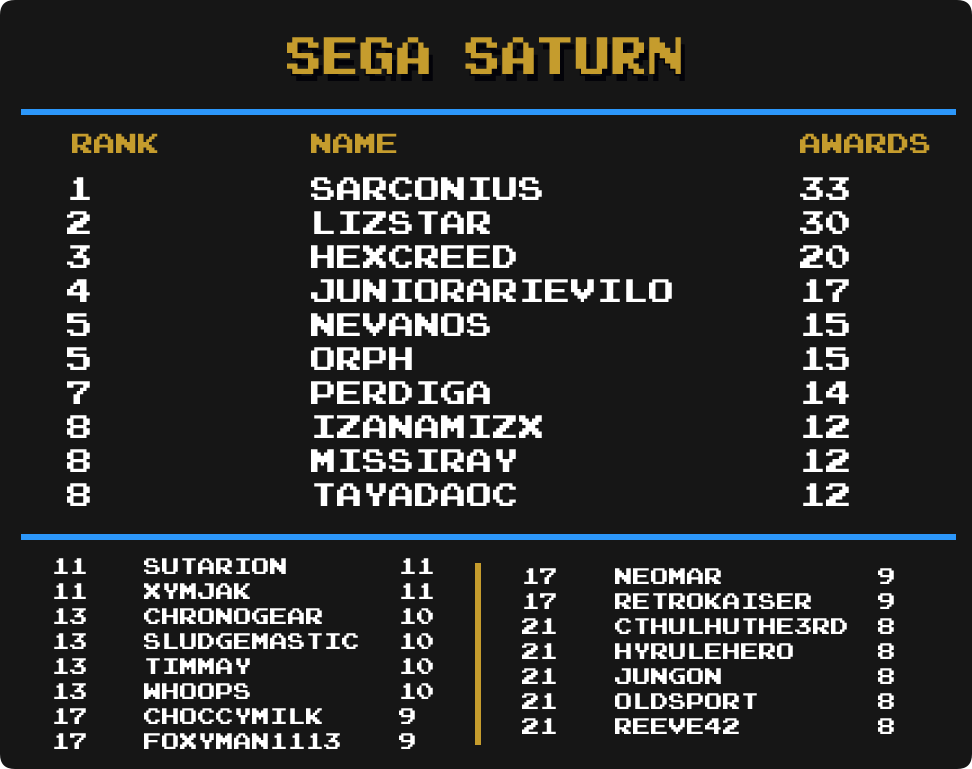 SEGA SATURN
RANK NAME AWARDS
1 SARCONIUS 33
2 LIZSTAR 30
3 HEXCREED 20
4 JUNIORARIEVILO 17
5 NEVANOS 15
5 ORPH 15
7 PERDIGA 14
8 IZANAMIZX 12
8 MISSIRAY 12
8 TAYADAOC 12
11 SUTARION 11
11 XYMJAK 11
13 CHRONOGEAR 10
13 SLUDGEMASTIC 10
13 TIMMAY 10
13 WHOOPS 10
17 CHOCCYMILK 9
17 FOXYMAN1113 9
17 NEOMAR 9
17 RETROKAISER 9
21 CTHULHUTHE3RD 8
21 HYRULEHERO 8
21 JUNGON 8
21 OLDSPORT 8
21 REEVE42 8